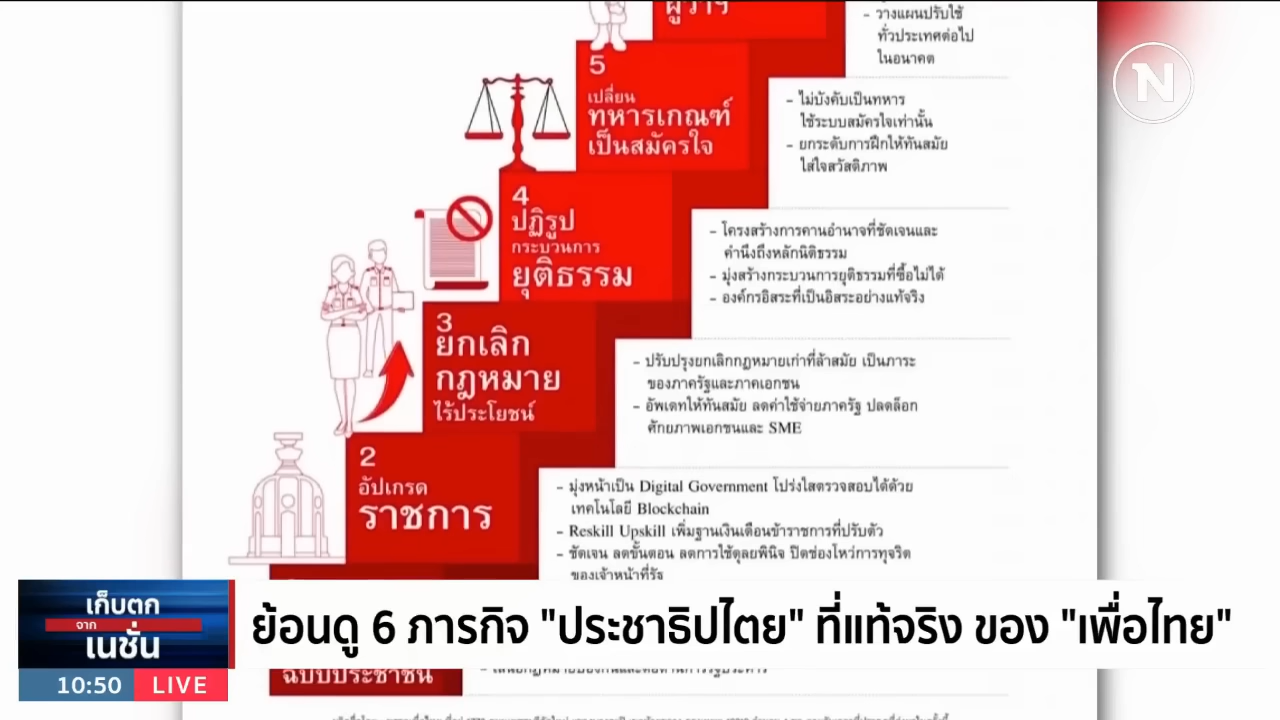 ผู้ว่าฯ
– วางแผนปรับใช้
ทั่วประเทศต่อไป
ในอนาคต
N
5
เปลี่ยน
ทหารเกณฑ์
เป็นสมัครใจ
– ไม่บังคับเป็นทหาร
ใช้ระบบสมัครใจเท่านั้น
– ยกระดับการฝึกให้ทันสมัย
ใส่ใจสวัสดิภาพ
4
ปฏิรูป
กระบวนการ
ยุติธรรม
– โครงสร้างการคานอำนาจที่ชัดเจนและ
คำนึงถึงหลักนิติธรรม
– มุ่งสร้างกระบวนการยุติธรรมที่ซื้อไม่ได้
– องค์กรอิสระที่เป็นอิสระอย่างแท้จริง
3
ยกเลิก
กฎหมาย
ไร้ประโยชน์
– ปรับปรุงยกเลิกกฎหมายเก่าที่ล้าสมัย เป็นภาระ
ของภาครัฐและภาคเอกชน
– อัพเดทให้ทันสมัย ลดค่าใช้จ่ายภาครัฐ ปลดล็อก
ศักยภาพเอกชนและ SME
2
อัปเกรด
ราชการ
– มุ่งหน้าเป็น Digital Government โปร่งใสตรวจสอบได้ด้วย
เทคโนโลยี Blockchain
– Reskill Upskill เพิ่มฐานเงินเดือนข้าราชการที่ปรับตัว
– ชัดเจน ลดขั้นตอน ลดการใช้ดุลยพินิจ ปิดช่องโหว่การทุจริต
ของเจ้าหน้าที่รัฐ
เก็บตก
จาก
เนชั่น
ย้อนดู 6 ภารกิจ "ประชาธิปไตย" ที่แท้จริง ของ "เพื่อไทย"
10:50 LIVE
ฉบับประชาชน